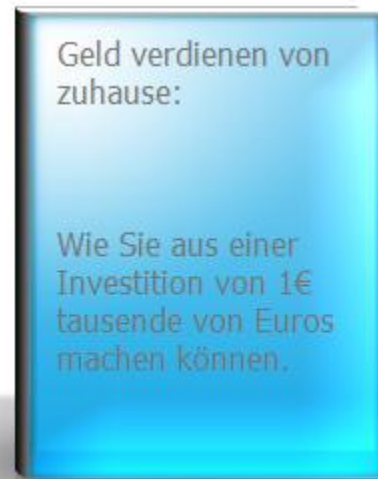 Geld verdienen von
zuhause:
Wie Sie aus einer
Investition von 1€
tausende von Euros
machen können.